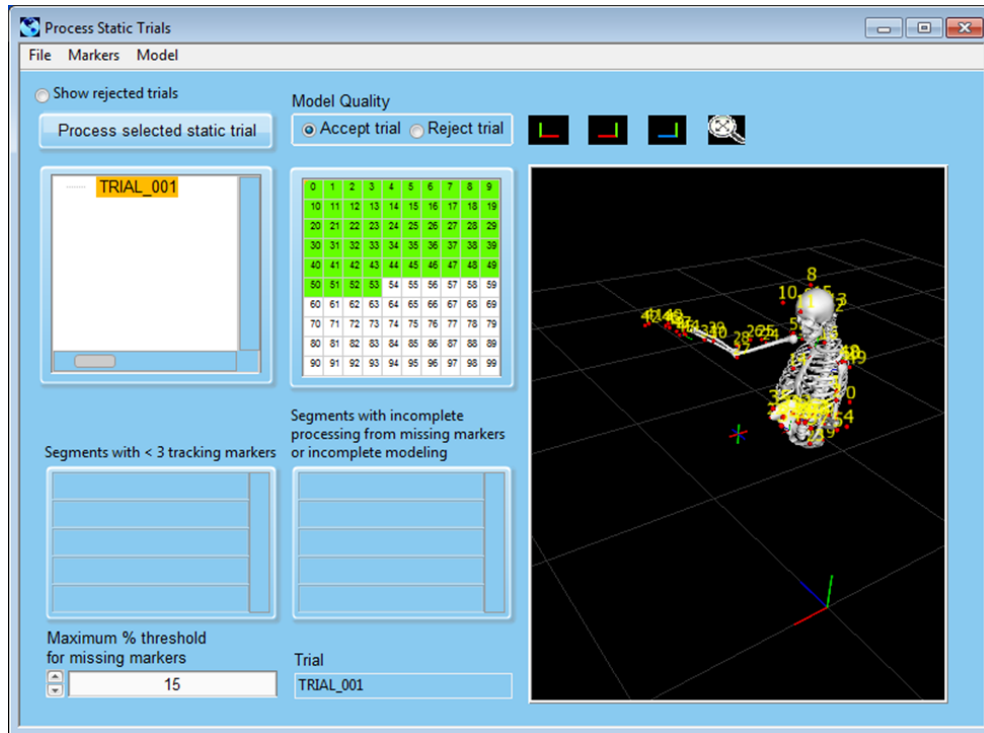 Process Static Trials
File Markers Model
Show rejected trials
Process selected static trial
Model Quality
Accept trial Reject trial
TRIAL_001
0 1 2 3 4 5 6 7 8 9
10 11 12 13 14 15 16 17 18 19
20 21 22 23 24 25 26 27 28 29
30 31 32 33 34 35 36 37 38 39
40 41 42 43 44 45 46 47 48 49
50 51 52 53 54 55 56 57 58 59
60 61 62 63 64 65 66 67 68 69
70 71 72 73 74 75 76 77 78 79
80 81 82 83 84 85 86 87 88 89
90 91 92 93 94 95 96 97 98 99
8
10
Segments with < 3 tracking markers
Segments with incomplete
processing from missing markers
or incomplete modeling
Maximum % threshold
for missing markers
15
Trial
TRIAL_001